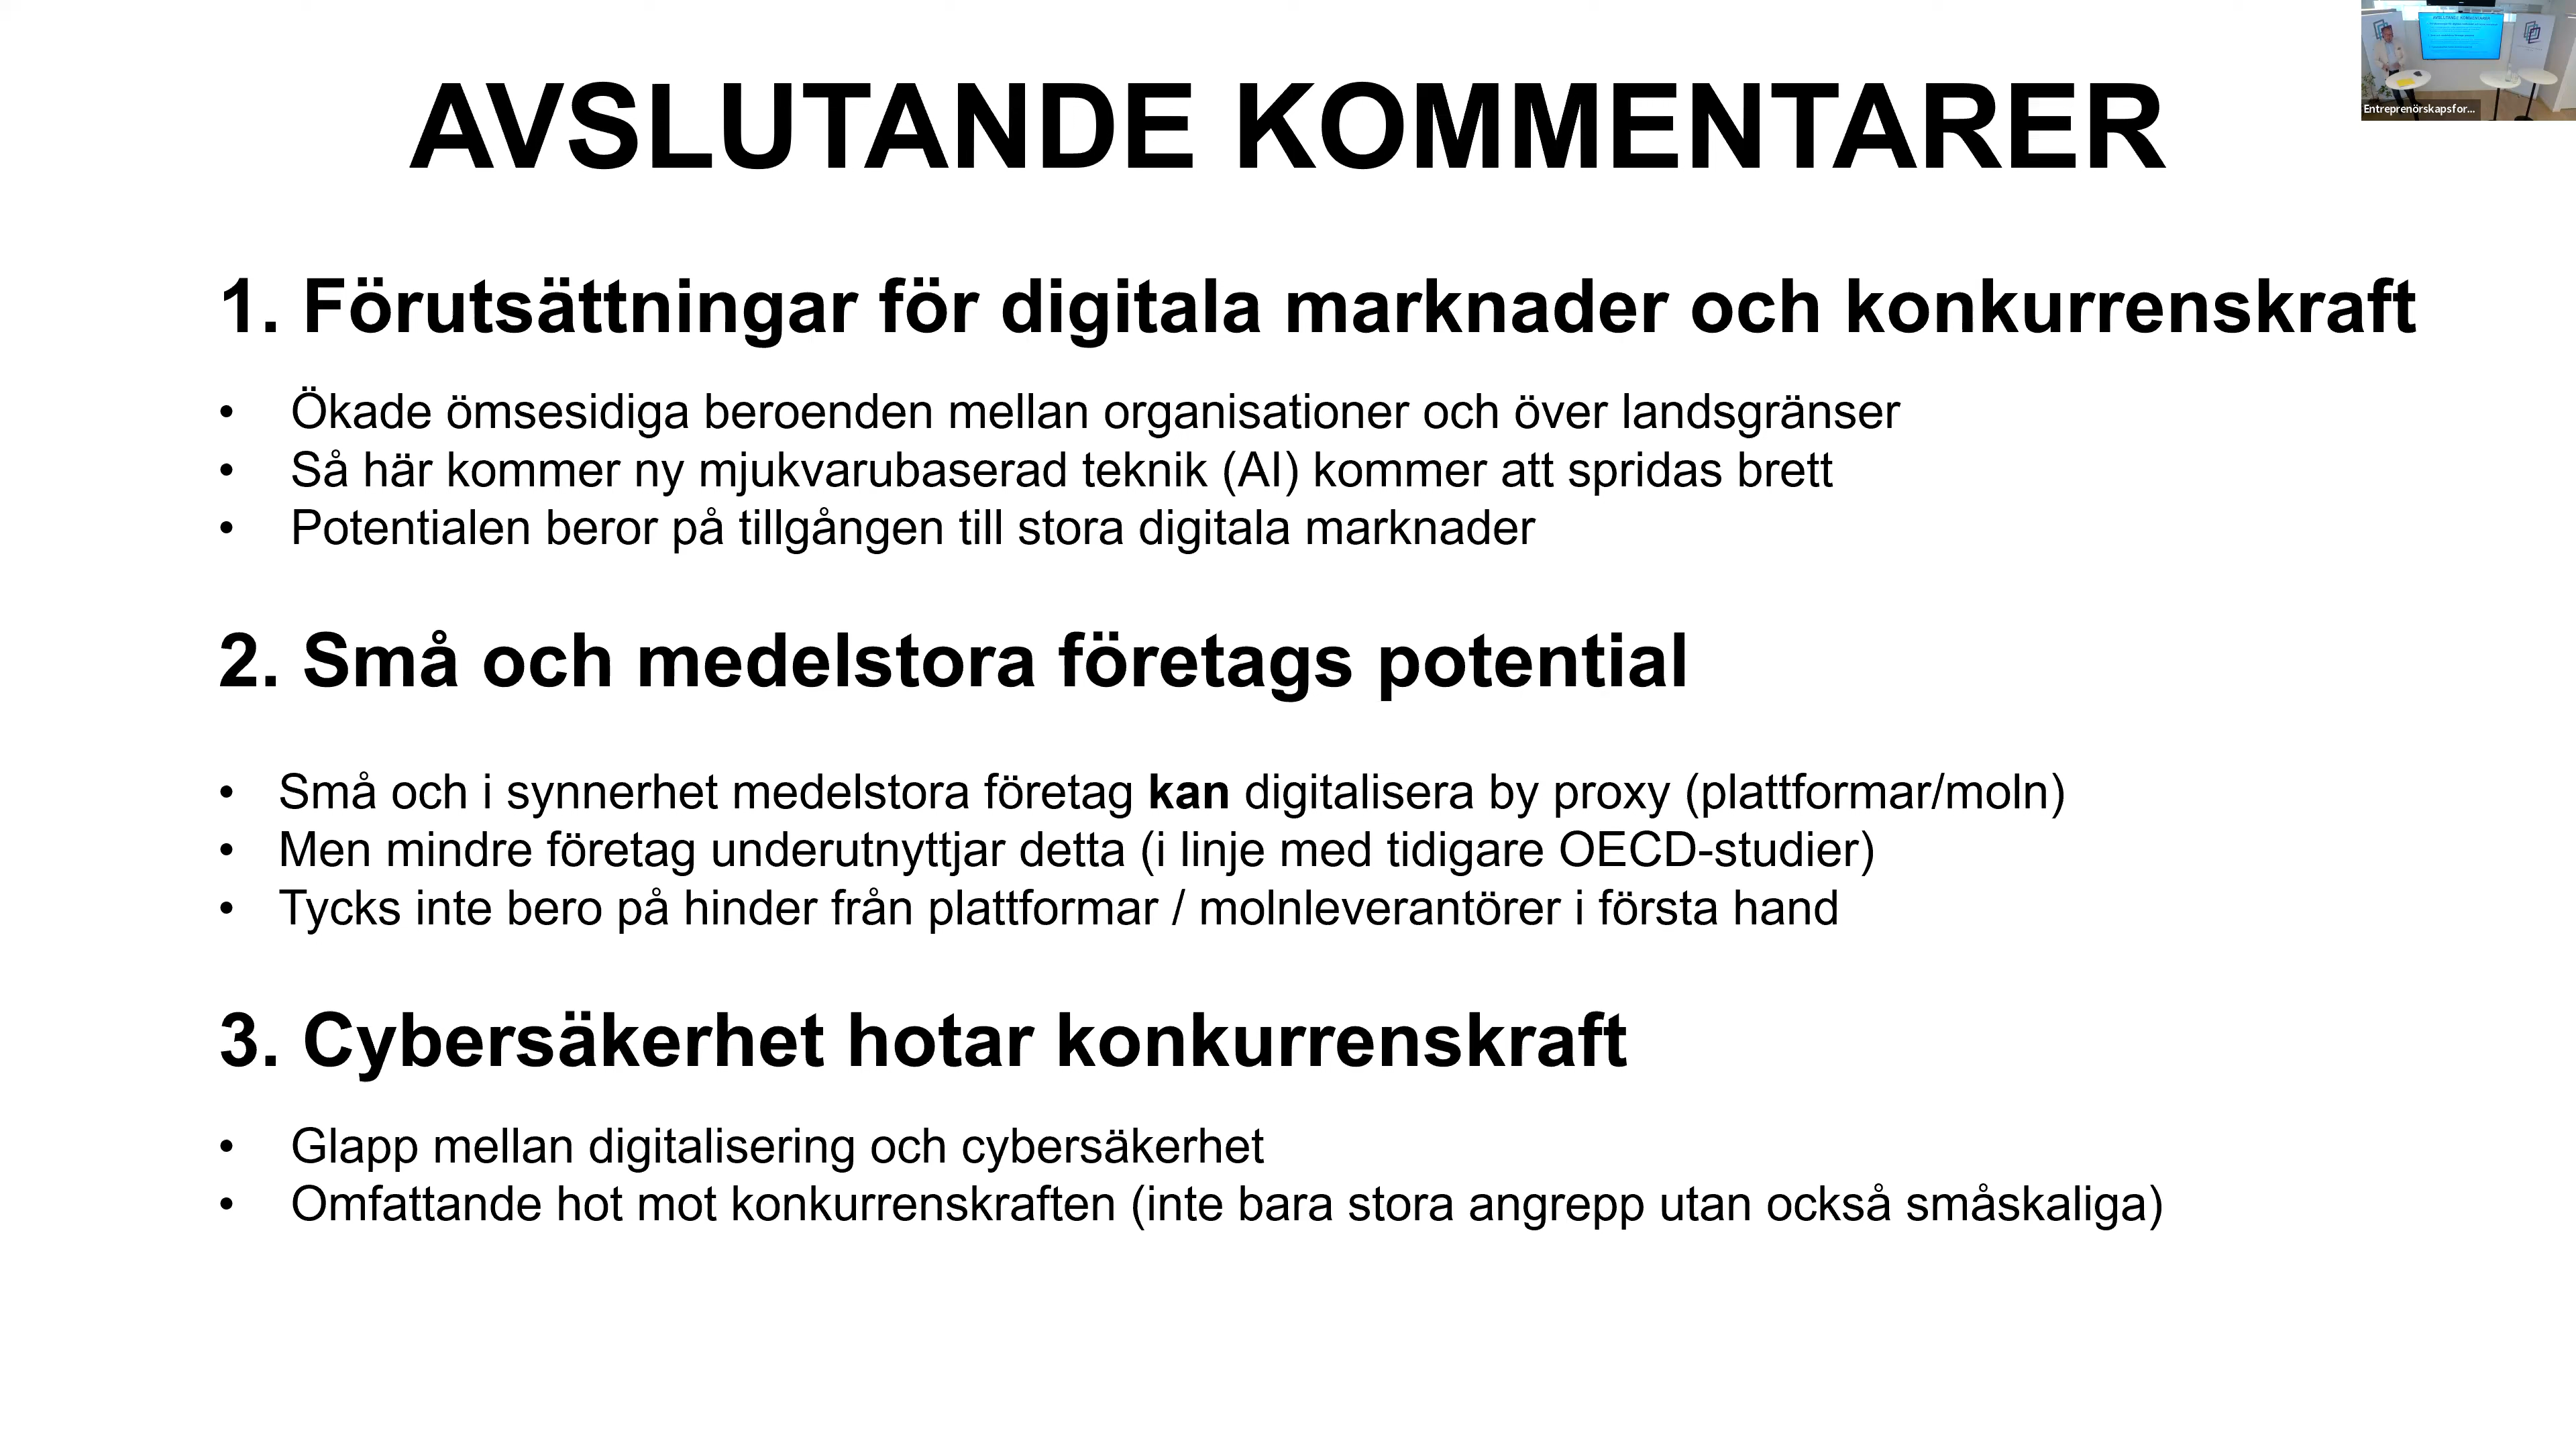 AVSLUTANDE KOMMENTARER
Entreprenörskapsfor...
1. Förutsättningar för digitala marknader och konkurrenskraft
• Ökade ömsesidiga beroenden mellan organisationer och över landsgränser
• Så här kommer ny mjukvarubaserad teknik (AI) kommer att spridas brett
• Potentialen beror på tillgången till stora digitala marknader
2. Små och medelstora företags potential
• Små och i synnerhet medelstora företag kan digitalisera by proxy (plattformar/moln)
• Men mindre företag underutnyttjar detta (i linje med tidigare OECD-studier)
• Tycks inte bero på hinder från plattformar / molnleverantörer i första hand
3. Cybersäkerhet hotar konkurrenskraft
• Glapp mellan digitalisering och cybersäkerhet
• Omfattande hot mot konkurrenskraften (inte bara stora angrepp utan också småskaliga)